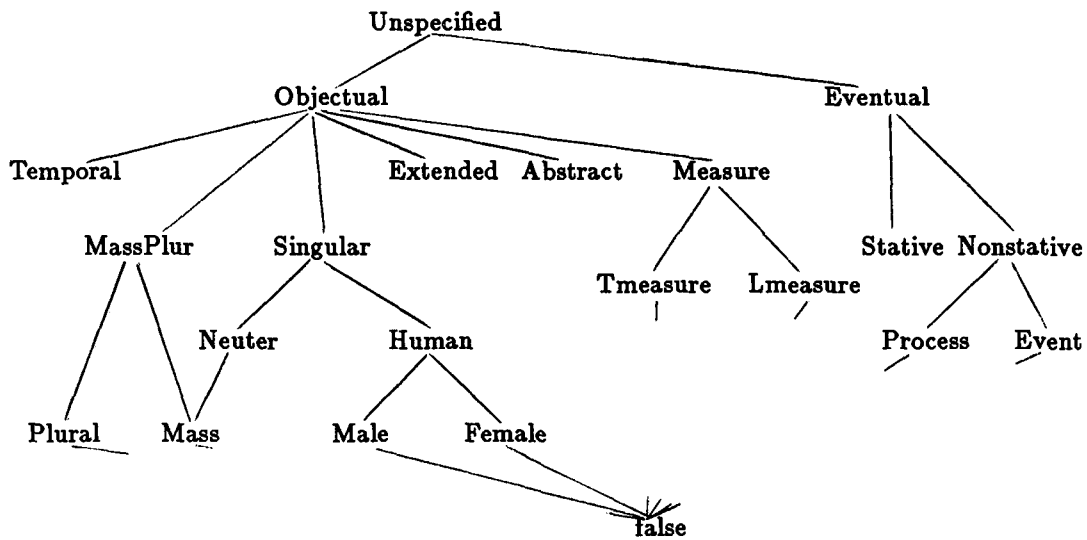 Unspecified
Objectual Eventual
Temporal Extended Abstract Measure
MassPlur Singular Stative Nonstative
Tmeasure Lmeasure
Neuter Human Process Event
Plural Mass Male Female
false